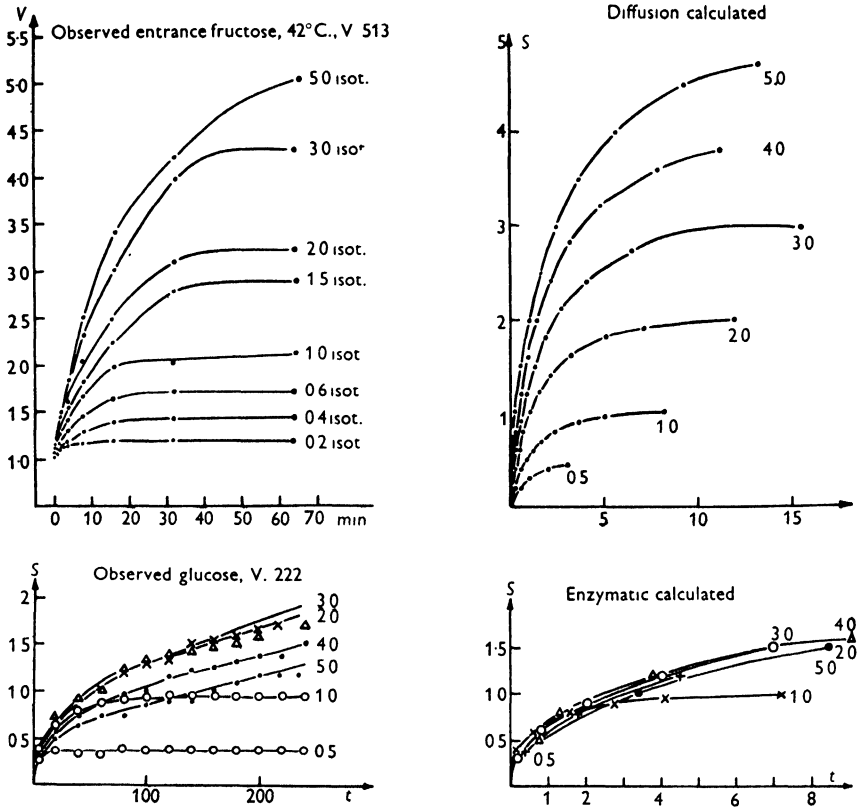 V
Observed entrance fructose, 42°C., V 513
5·5
5·0
4·5
4·0
3 5
3 0
2 5
2 0
1·5
1·0
5 0 isot.
3 0 isot
2 0 isot.
1 5 isot.
1 0 isot
0 6 isot
0 4 isot.
0 2 isot
0 10 20 30 40 50 60 70 min
Diffusion calculated
5 S
4
3
2
1
5.0
4 0
3 0
2 0
1 0
0 5
5 10 15
Observed glucose, V. 222
S
2
1 5
1 0
0 5
3 0
2 0
4 0
5 0
1 0
0 5
100 200 t
Enzymatic calculated
S
1·5
1·0
0 5
3 0
4 0
2 0
5 0
1 0
0 5
1 2 4 6 8 t